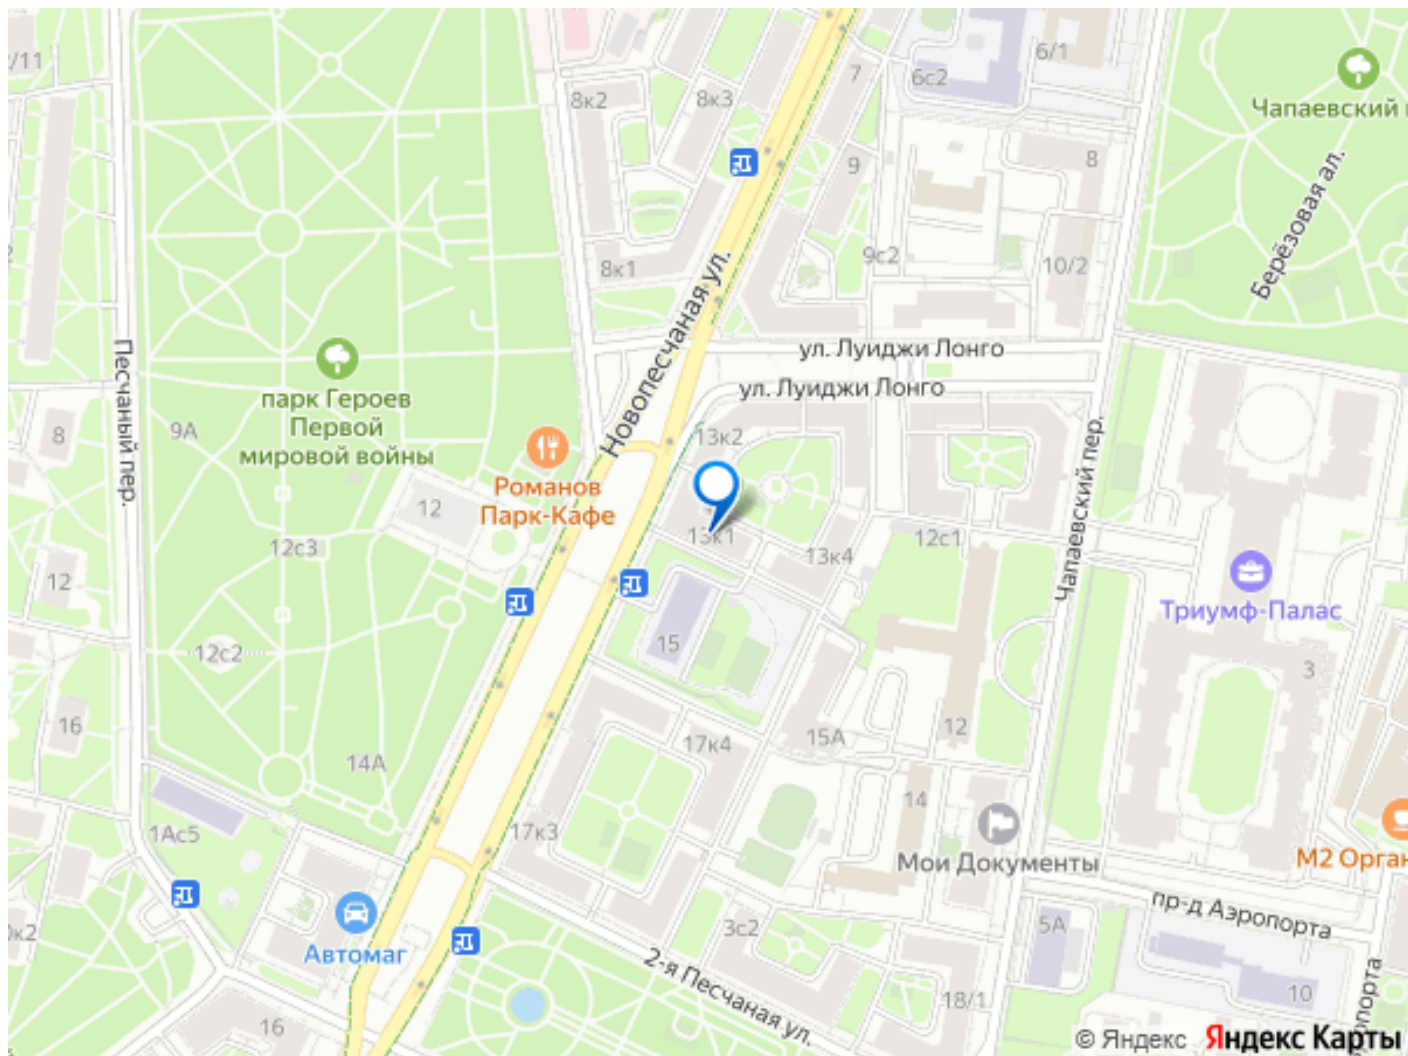 /11
8к2
8к3
7
6с2
6/1
Чапаевский
8
9
Берёзовая ал.
9с2
10/2
8к1
Новопесчаная ул.
ул. Луиджи Лонго
ул. Луиджи Лонго
Песчаный пер.
парк Героев
Первой
мировой войны
9А
8
13к2
Чапаевский пер.
Романов
Парк-Кафе
12
12с3
13к1
13к4
12с1
12
Триумф-Палас
15
12с2
3
16
14А
17к4
15А
12
1Ас5
17к3
14
Мои Документы
М2 Орган
Автомаг
0к2
3с2
5А
пр-д Аэропорта
2-я Песчаная ул.
18/1
10
16
© Яндекс Яндекс Карты